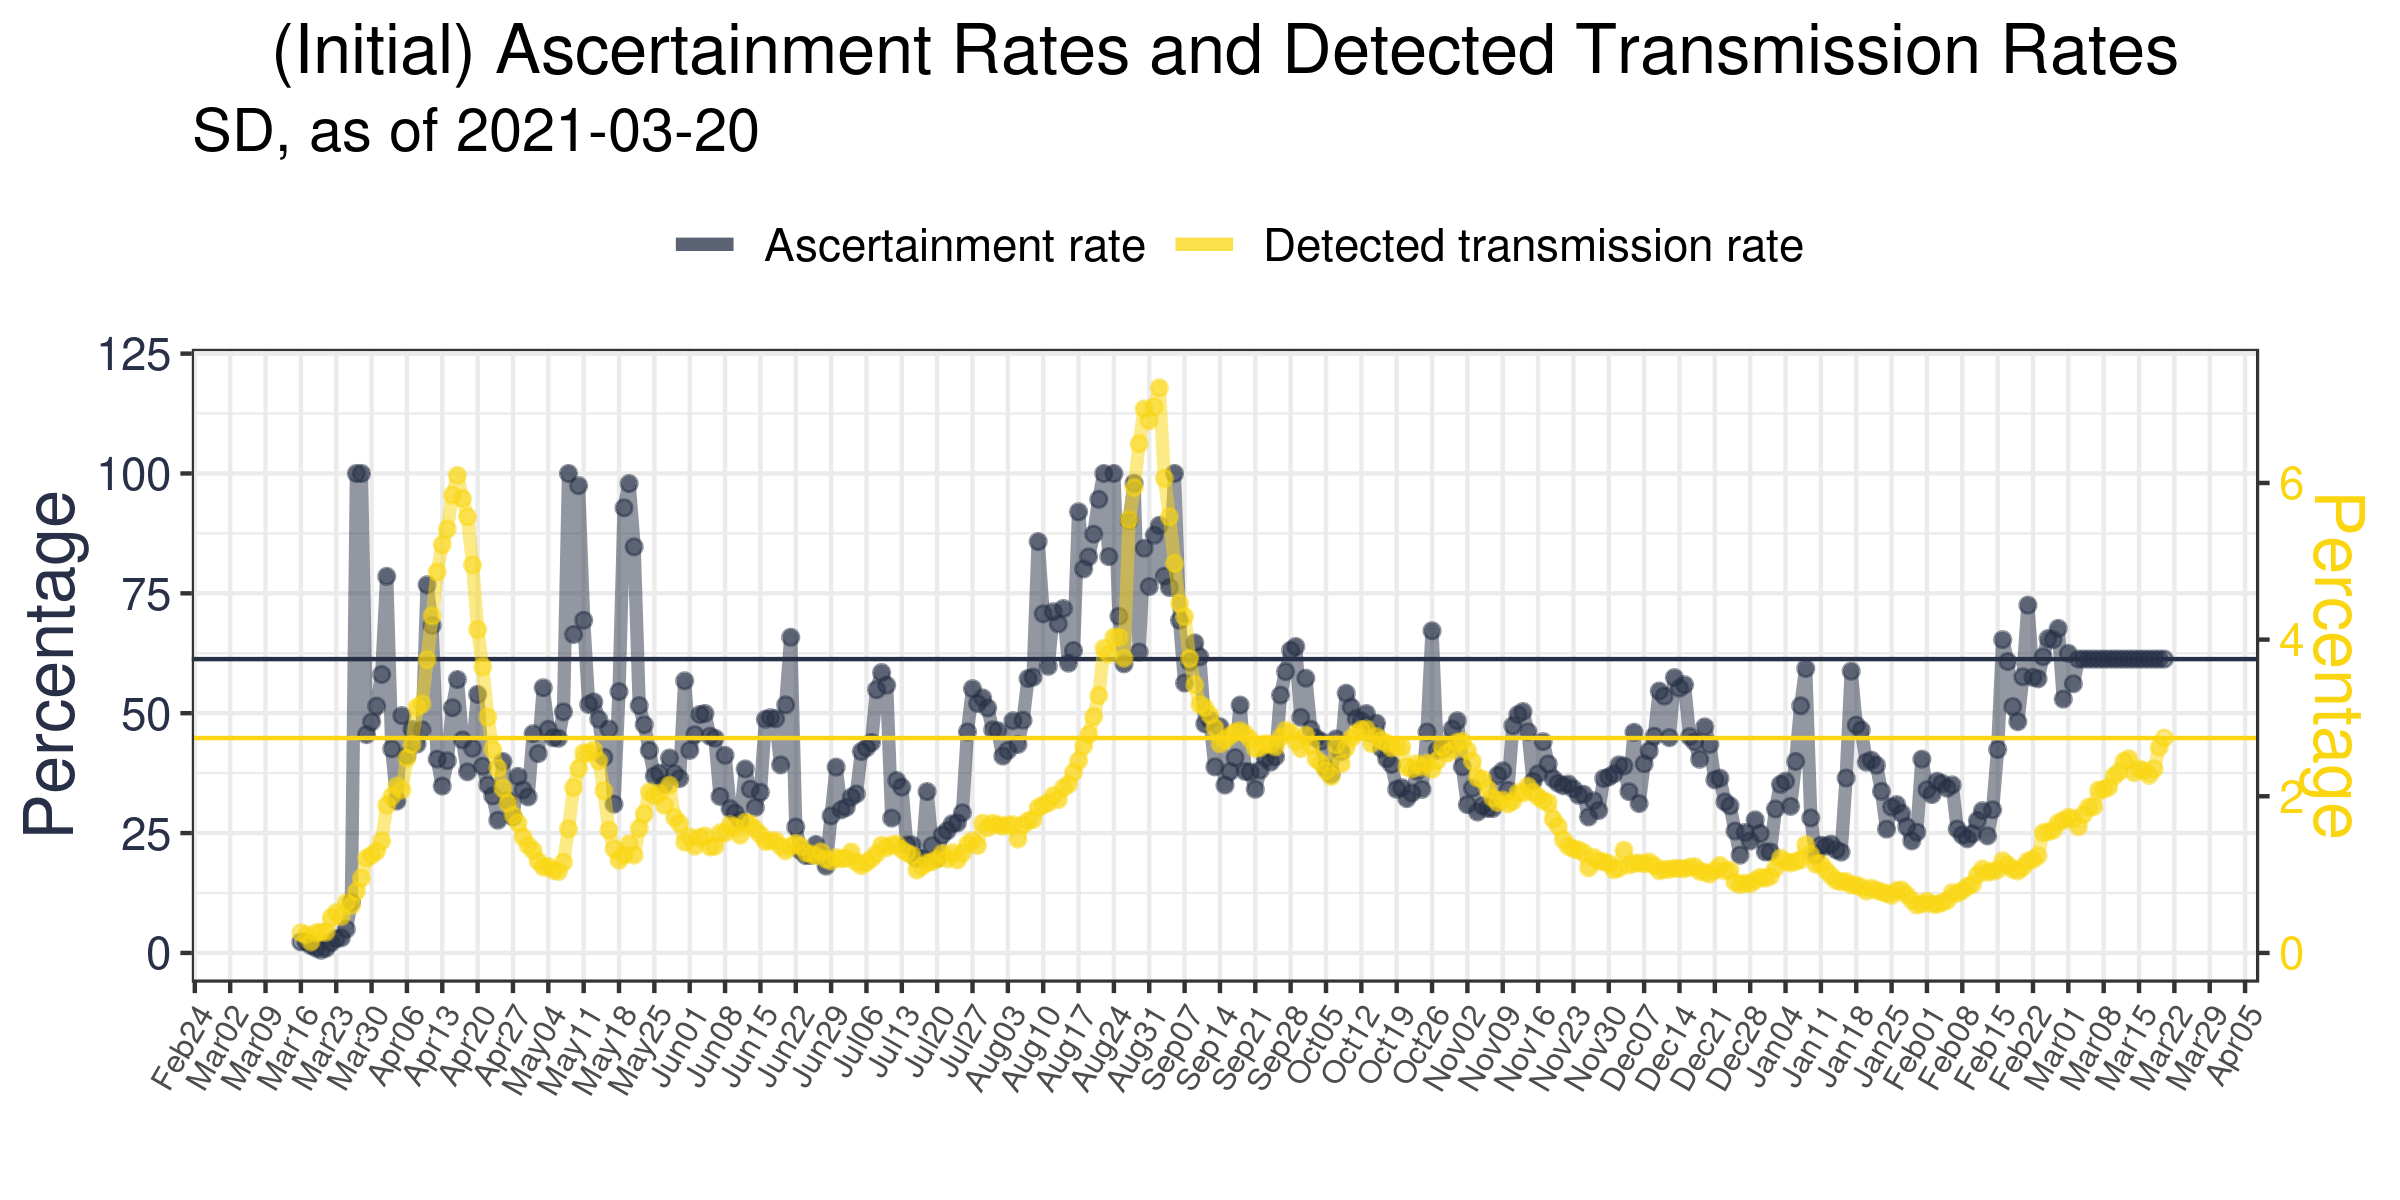 (Initial) Ascertainment Rates and Detected Transmission Rates
SD, as of 2021-03-20
Ascertainment rate Detected transmission rate
125
100
75
50
25
0
Percentage
6
4
2
0
Percentage
Feb24 Mar02 Mar09 Mar16 Mar23 Mar30 Apr06 Apr13 Apr20 Apr27 May04 May11 May18 May25 Jun01 Jun08 Jun15 Jun22 Jun29 Jul06 Jul13 Jul20 Jul27 Aug03 Aug10 Aug17 Aug24 Aug31 Sep07 Sep14 Sep21 Sep28 Oct05 Oct12 Oct19 Oct26 Nov02 Nov09 Nov16 Nov23 Nov30 Dec07 Dec14 Dec21 Dec28 Jan04 Jan11 Jan18 Jan25 Feb01 Feb08 Feb15 Feb22 Mar01 Mar08 Mar15 Mar22 Mar29 Apr05